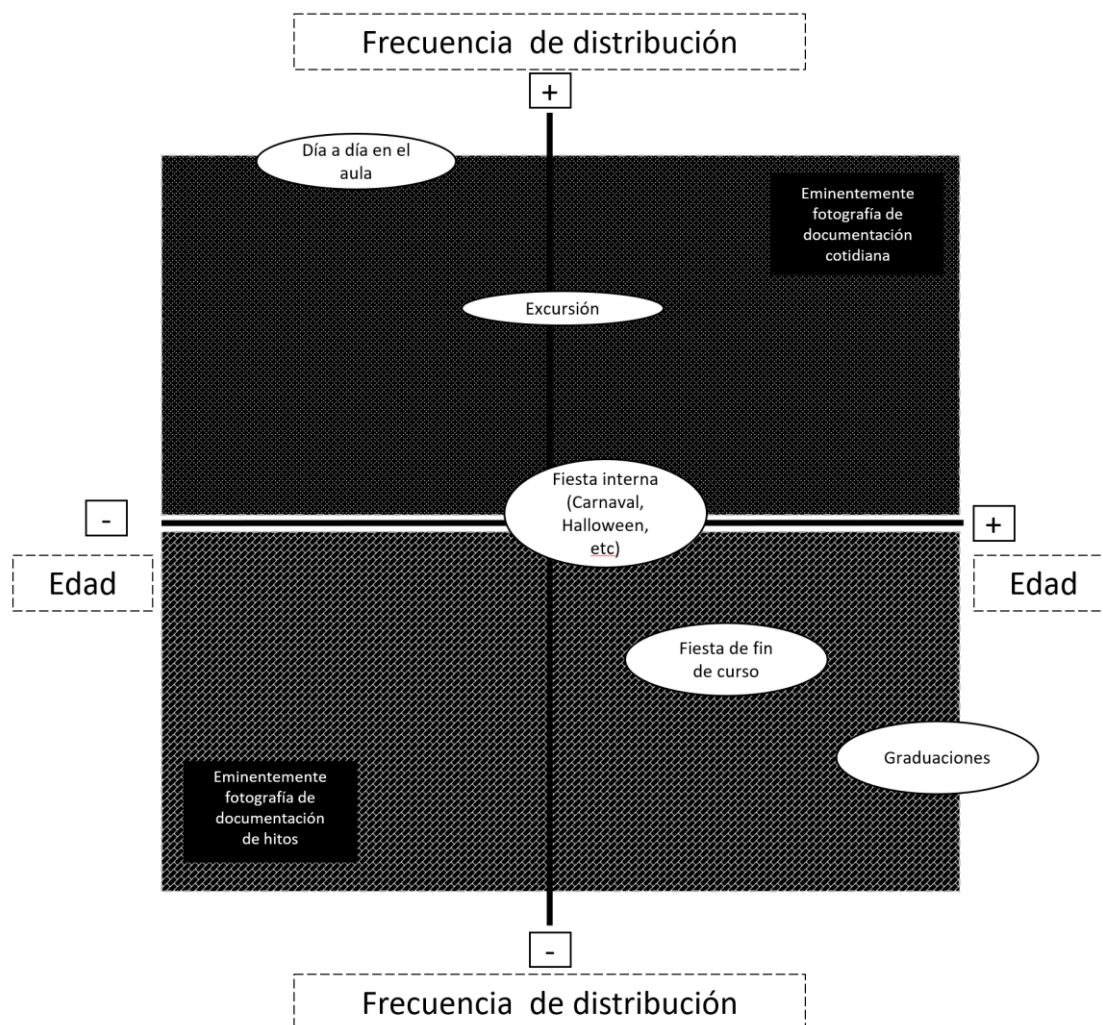 Frecuencia de distribución
+
Día a día en el
aula
Eminentemente
fotografía de
documentación
cotidiana
Excursión
Fiesta interna
(Carnaval,
Halloween,
etc)
-
+
Edad
Edad
Fiesta de fin
de curso
Graduaciones
Eminentemente
fotografía de
documentación
de hitos
-
Frecuencia de distribución